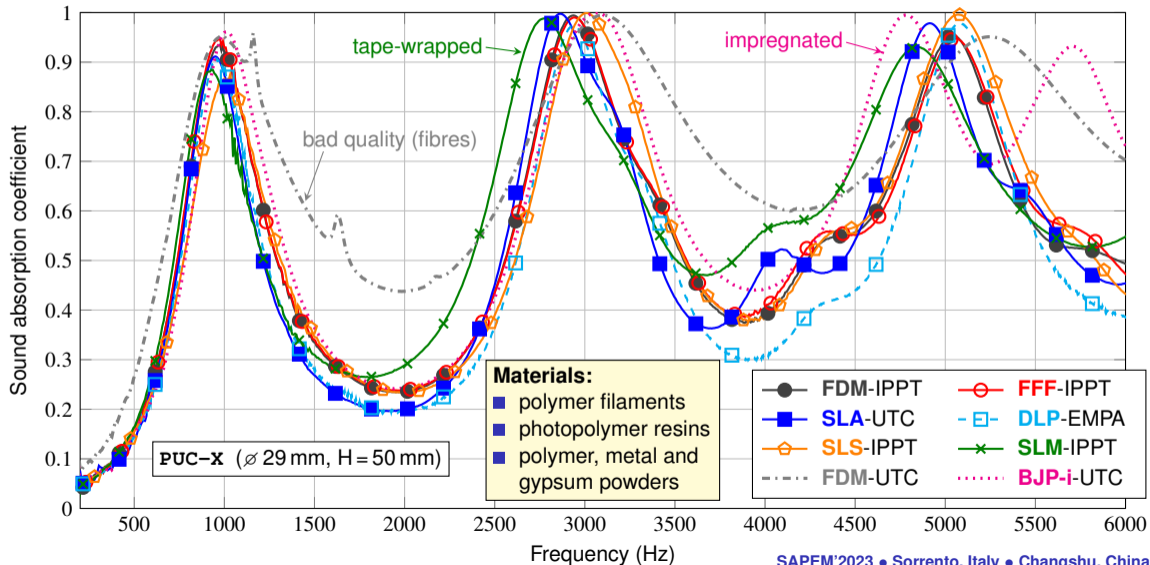 1
0.9
0.8
0.7
0.6
0.5
0.4
0.3
0.2
0.1
0
Sound absorption coefficient
tape-wrapped
impregnated
bad quality (fibres)
PUC-X (⌀ 29 mm, H = 50 mm)
Materials:
polymer filaments
photopolymer resins
polymer, metal and
gypsum powders
FDM-IPPT FFF-IPPT
SLA-UTC DLP-EMPA
SLS-IPPT SLM-IPPT
FDM-UTC BJP-i-UTC
500 1000 1500 2000 2500 3000 3500 4000 4500 5000 5500 6000
Frequency (Hz)
SAPEM'2023 • Sorrento, Italy • Changshu, China